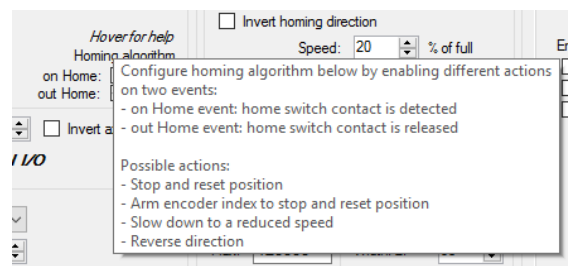 Invert homing direction
Hover for help
Speed: 20 % of full
Homing algorithm
on Home:
out Home:
Configure homing algorithm below by enabling different actions
on two events:
- on Home event: home switch contact is detected
- out Home event: home switch contact is released
Possible actions:
- Stop and reset position
- Arm encoder index to stop and reset position
- Slow down to a reduced speed
- Reverse direction
Invert a
I/O